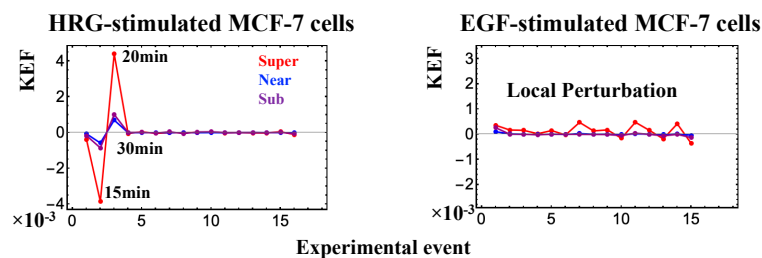 HRG-stimulated MCF-7 cells
EGF-stimulated MCF-7 cells
KEF
4
2
0
−2
−4
×10⁻³
20min
Super
Near
Sub
30min
15min
0 5 10 15
KEF
3
2
1
0
−1
−2
×10⁻³
Local Perturbation
0 5 10 15
Experimental event